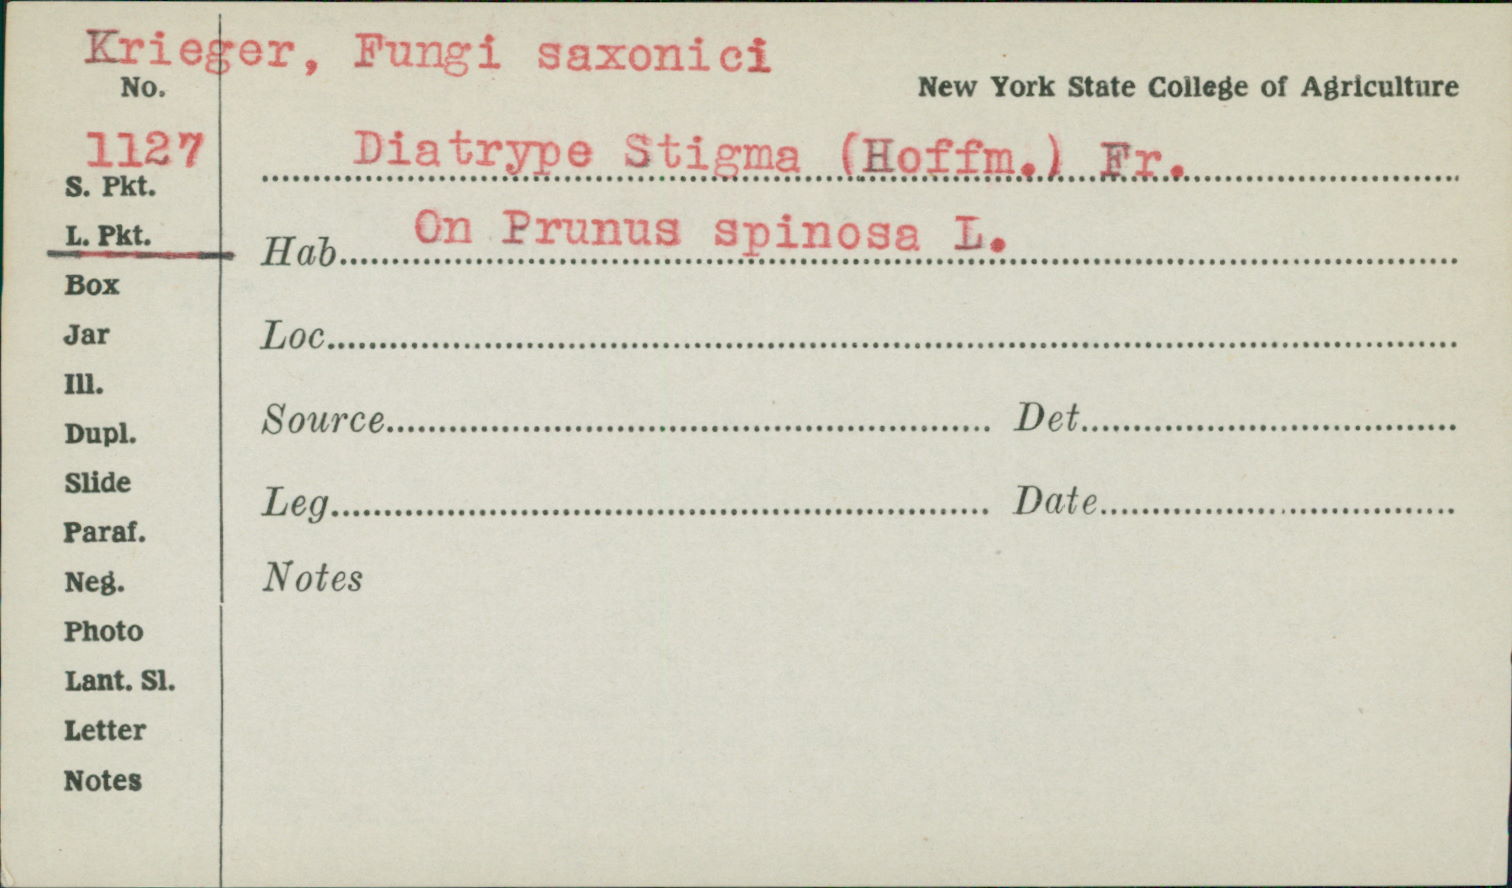 Krieger, Fungi saxonici
No.
New York State College of Agriculture
1127
Diatrype Stigma (Hoffm.) Fr.
S. Pkt.
L. Pkt.
Hab. On Prunus spinosa L.
Box
Jar
Loc.
Ill.
Dupl.
Source Det.
Slide
Leg. Date
Paraf.
Neg.
Notes
Photo
Lant. Sl.
Letter
Notes